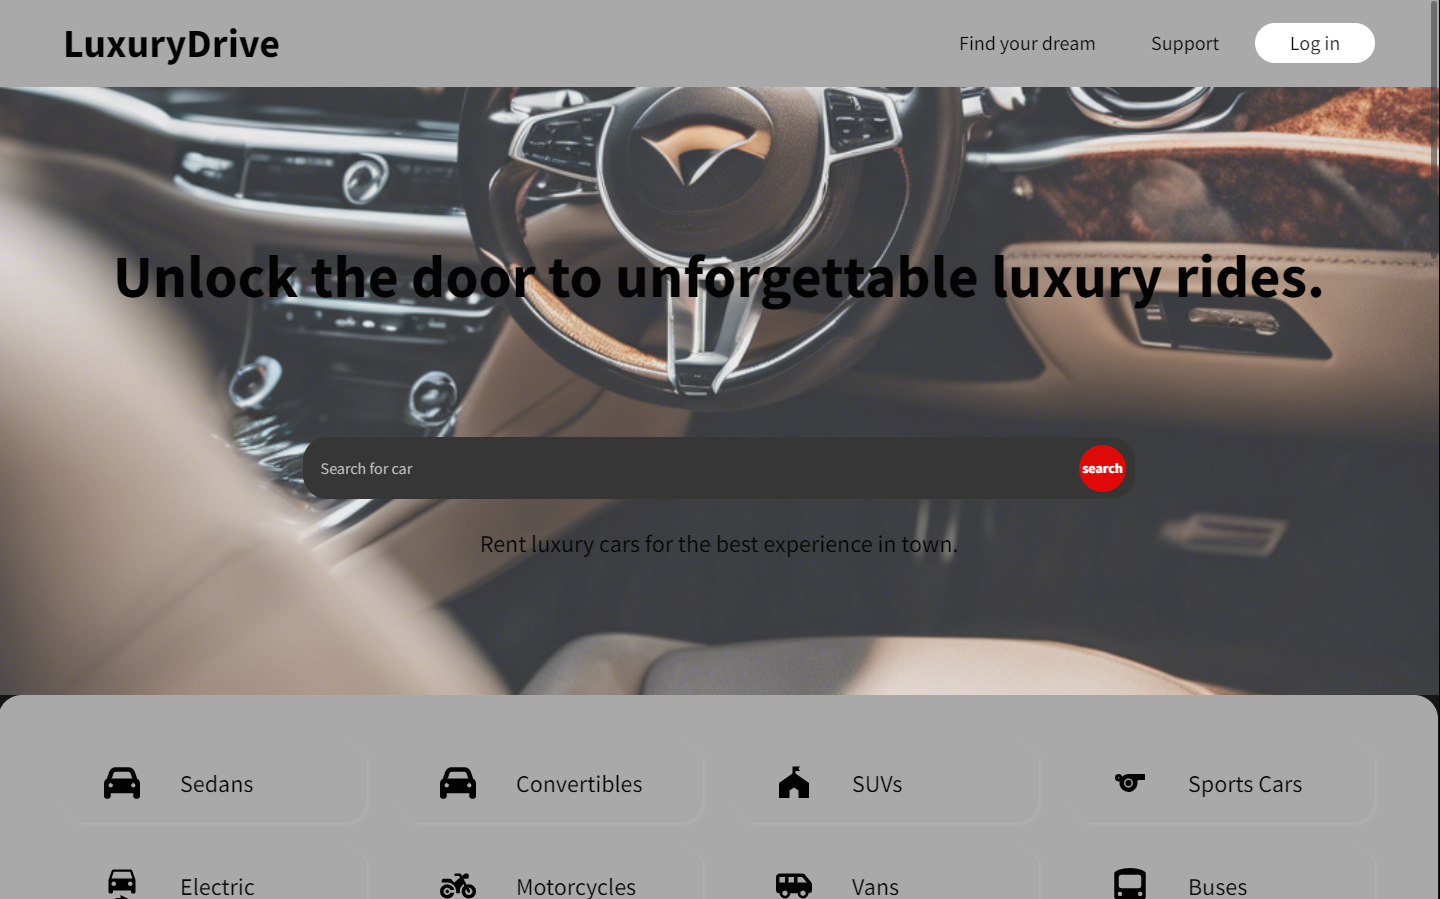 LuxuryDrive
Find your dream
Support
Log in
Unlock the door to unforgettable luxury rides.
Search for car
search
Rent luxury cars for the best experience in town.
Sedans
Convertibles
SUVs
Sports Cars
Electric
Motorcycles
Vans
Buses